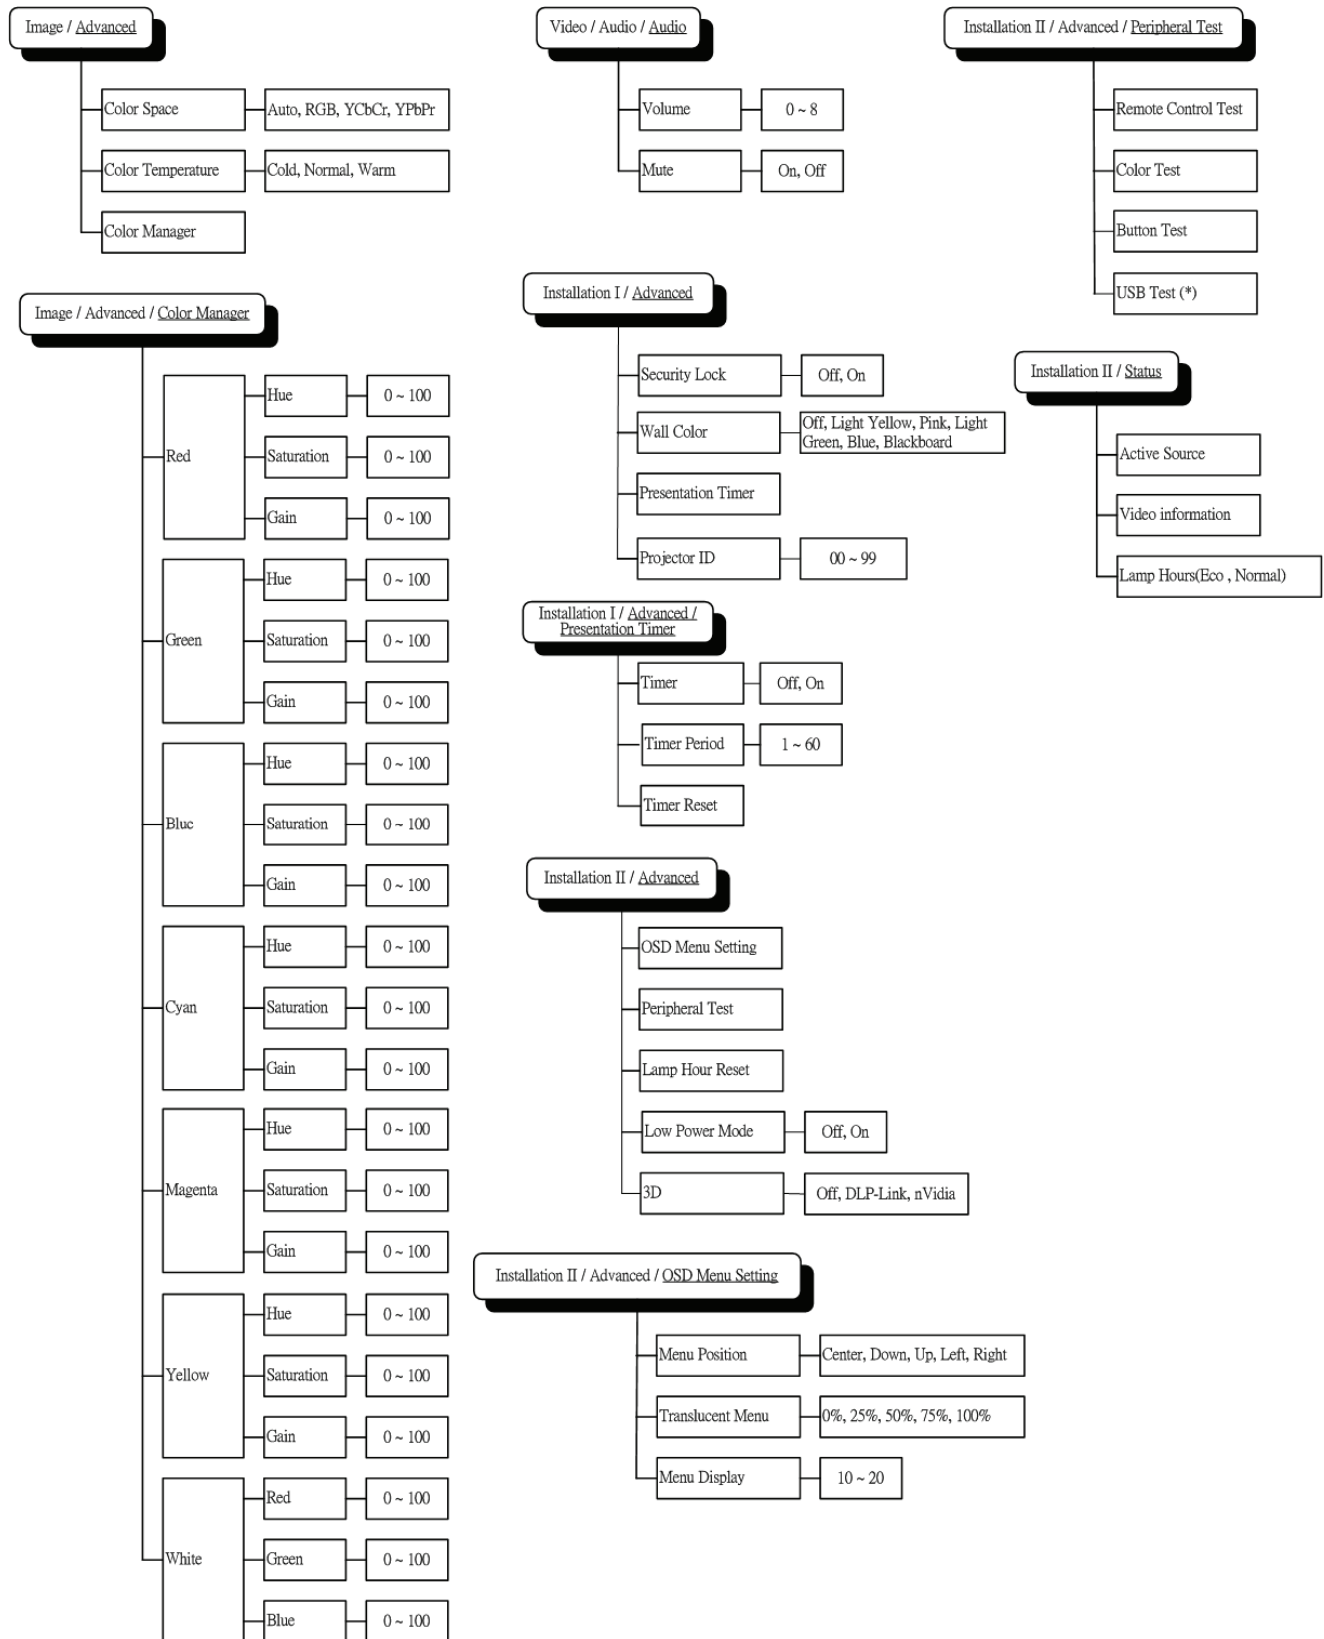 Image / Advanced
Color Space
Auto, RGB, YCbCr, YPbPr
Color Temperature
Cold, Normal, Warm
Color Manager
Image / Advanced / Color Manager
Red
Hue
0 ~ 100
Saturation
0 ~ 100
Gain
0 ~ 100
Green
Hue
0 ~ 100
Saturation
0 ~ 100
Gain
0 ~ 100
Bluc
Hue
0 ~ 100
Saturation
0 ~ 100
Gain
0 ~ 100
Cyan
Hue
0 ~ 100
Saturation
0 ~ 100
Gain
0 ~ 100
Magenta
Hue
0 ~ 100
Saturation
0 ~ 100
Gain
0 ~ 100
Yellow
Hue
0 ~ 100
Saturation
0 ~ 100
Gain
0 ~ 100
White
Red
0 ~ 100
Green
0 ~ 100
Blue
0 ~ 100
Video / Audio / Audio
Volume
0 ~ 8
Mute
On, Off
Installation I / Advanced
Security Lock
Off, On
Wall Color
Off, Light Yellow, Pink, Light
Green, Blue, Blackboard
Presentation Timer
Projector ID
00 ~ 99
Installation I / Advanced /
Presentation Timer
Timer
Off, On
Timer Period
1 ~ 60
Timer Reset
Installation II / Advanced
OSD Menu Setting
Peripheral Test
Lamp Hour Reset
Low Power Mode
Off, On
3D
Off, DLP-Link, nVidia
Installation II / Advanced / OSD Menu Setting
Menu Position
Center, Down, Up, Left, Right
Translucent Menu
0%, 25%, 50%, 75%, 100%
Menu Display
10 ~ 20
Installation II / Advanced / Peripheral Test
Remote Control Test
Color Test
Button Test
USB Test (*)
Installation II / Status
Active Source
Video information
Lamp Hours(Eco , Normal)